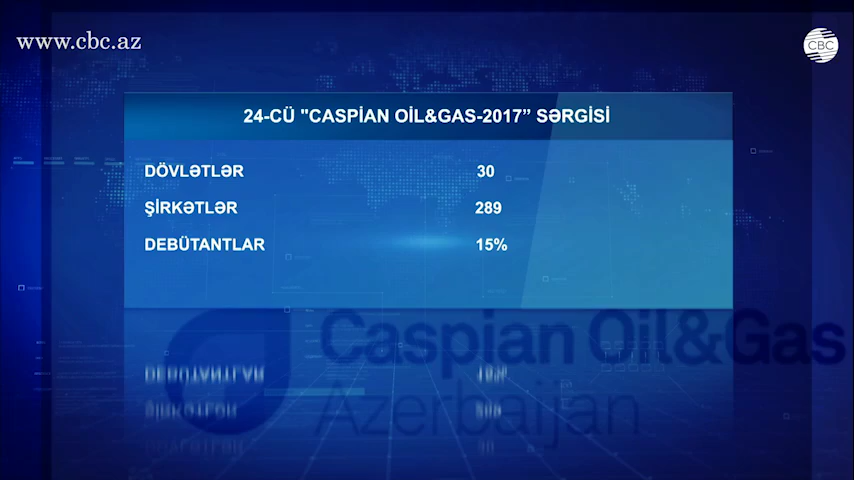 www.cbc.az
CBC
24-CÜ "CASPİAN OİL&GAS-2017” SƏRGİSİ
DÖVLƏTLƏR 30
ŞİRKƏTLƏR 289
DEBÜTANTLAR 15%
Caspian Oil&Gas
Azerbaijan